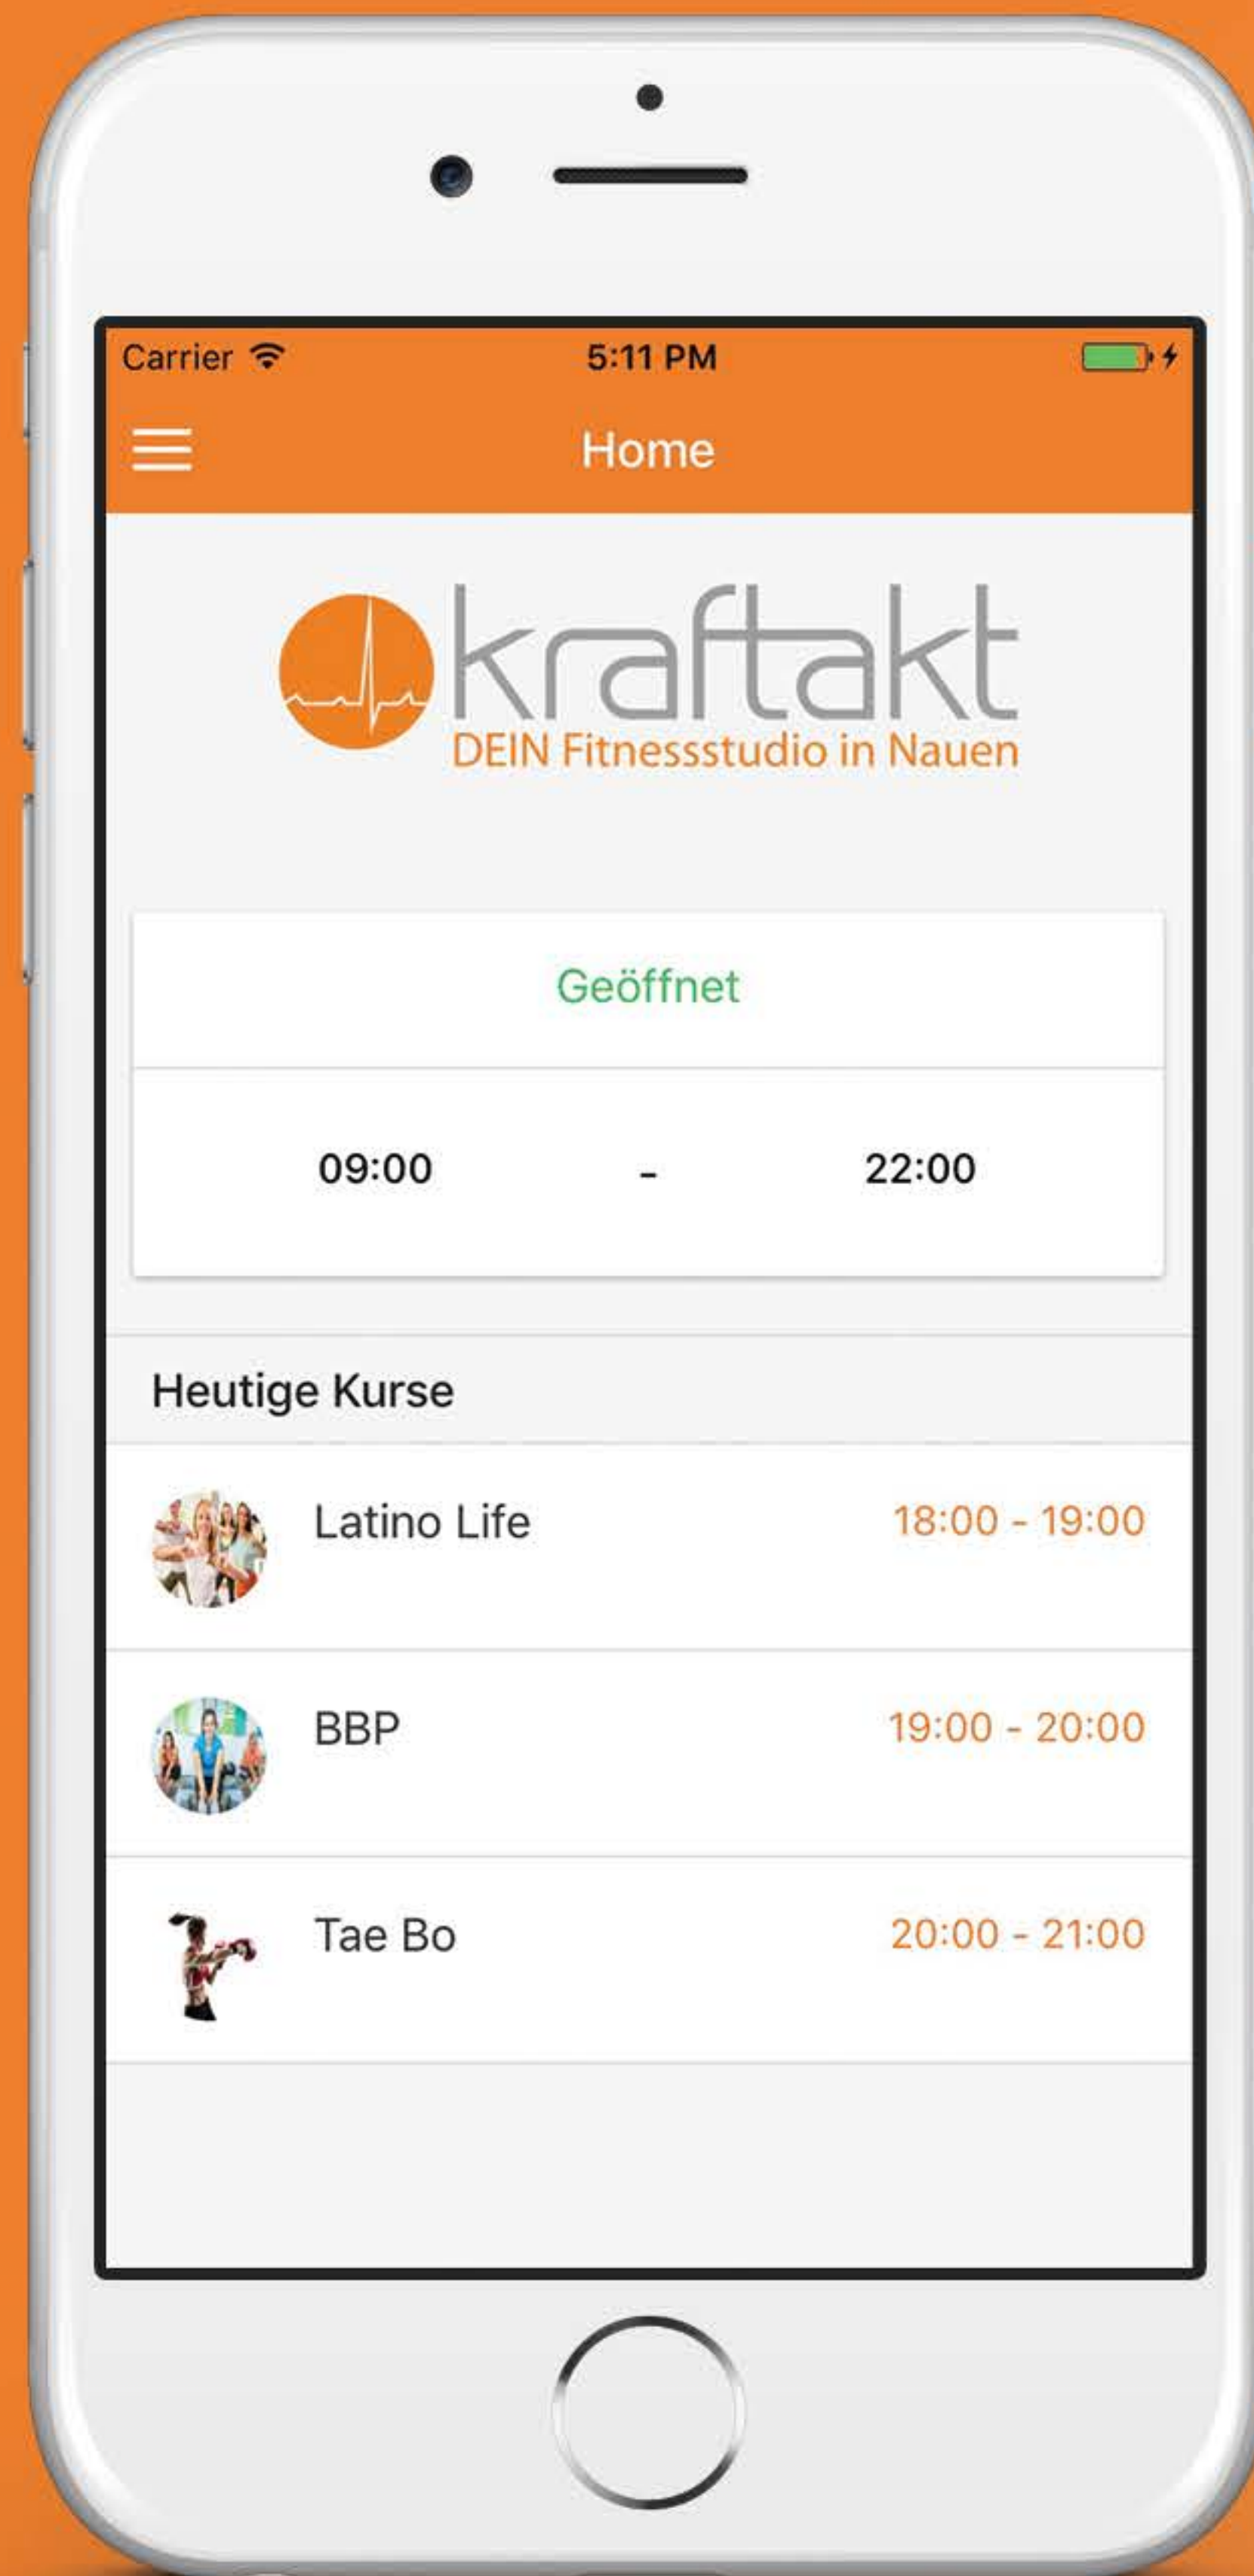 Carrier 5:11 PM
Home
kraftakt
DEIN Fitnessstudio in Nauen
Geöffnet
09:00 - 22:00
Heutige Kurse
Latino Life 18:00 - 19:00
BBP 19:00 - 20:00
Tae Bo 20:00 - 21:00